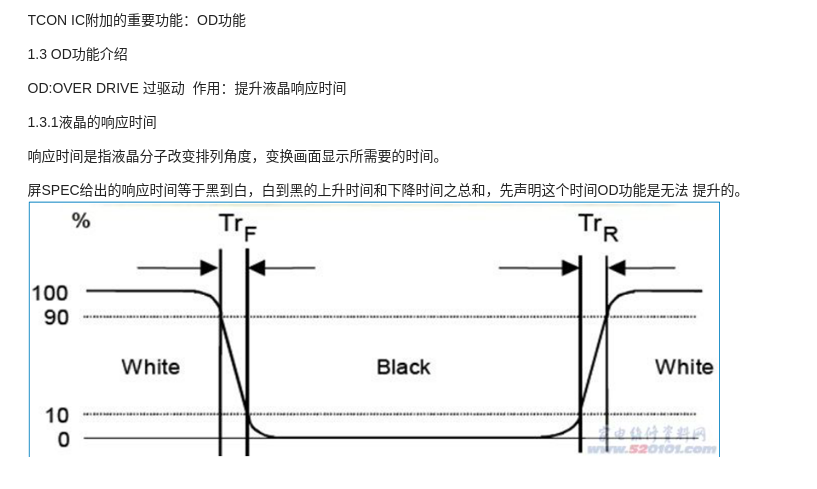 TCON IC附加的重要功能：OD功能
1.3 OD功能介绍
OD:OVER DRIVE 过驱动  作用：提升液晶响应时间
1.3.1液晶的响应时间
响应时间是指液晶分子改变排列角度，变换画面显示所需要的时间。
屏SPEC给出的响应时间等于黑到白，白到黑的上升时间和下降时间之总和，先声明这个时间OD功能是无法 提升的。
% TrF TrR
100
90
White Black White
10
0
家电维修资料网
www.520101.com